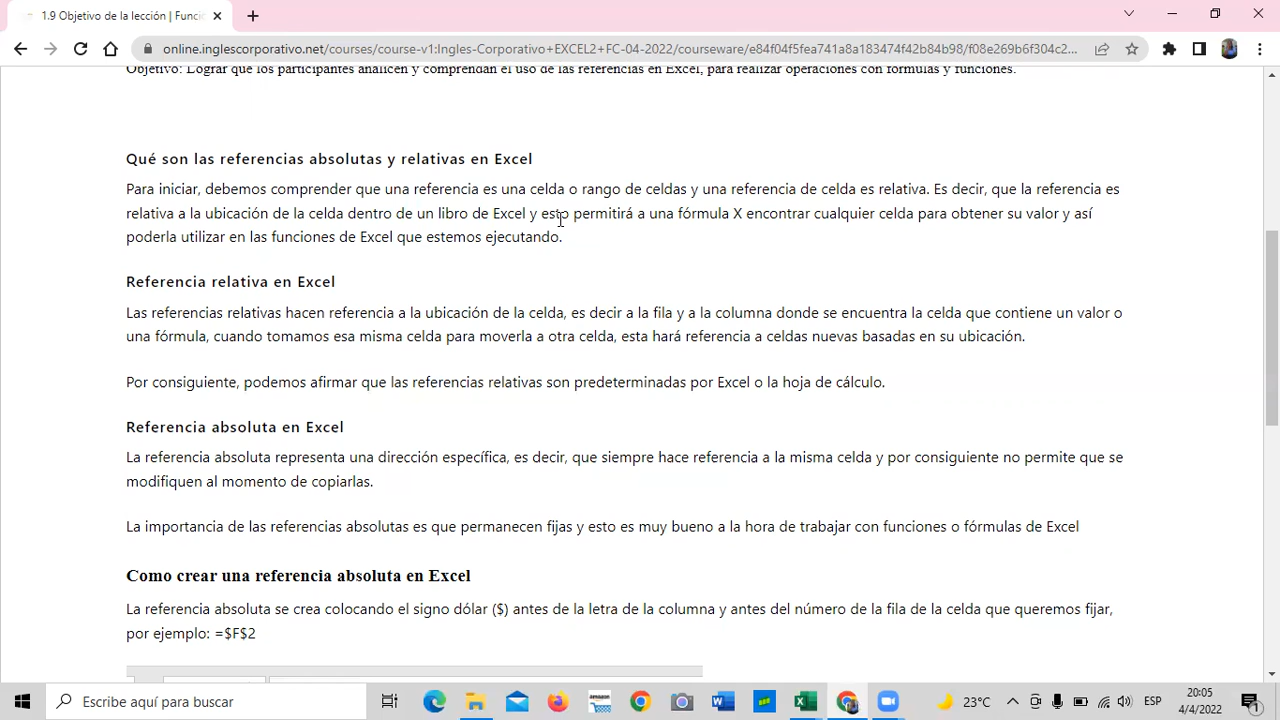 1.9 Objetivo de la lección | Funci
online.inglescorporativo.net/courses/course-v1:Ingles-Corporativo+EXCEL2+FC-04-2022/courseware/e84f04f5fea741a8a183474f42b84b98/f08e269b6f304c2...
Objetivo: Lograr que los participantes analicen y comprendan el uso de las referencias en Excel, para realizar operaciones con fórmulas y funciones.
Qué son las referencias absolutas y relativas en Excel
Para iniciar, debemos comprender que una referencia es una celda o rango de celdas y una referencia de celda es relativa. Es decir, que la referencia es
relativa a la ubicación de la celda dentro de un libro de Excel y esto permitirá a una fórmula X encontrar cualquier celda para obtener su valor y así
poderla utilizar en las funciones de Excel que estemos ejecutando.
Referencia relativa en Excel
Las referencias relativas hacen referencia a la ubicación de la celda, es decir a la fila y a la columna donde se encuentra la celda que contiene un valor o
una fórmula, cuando tomamos esa misma celda para moverla a otra celda, esta hará referencia a celdas nuevas basadas en su ubicación.
Por consiguiente, podemos afirmar que las referencias relativas son predeterminadas por Excel o la hoja de cálculo.
Referencia absoluta en Excel
La referencia absoluta representa una dirección específica, es decir, que siempre hace referencia a la misma celda y por consiguiente no permite que se
modifiquen al momento de copiarlas.
La importancia de las referencias absolutas es que permanecen fijas y esto es muy bueno a la hora de trabajar con funciones o fórmulas de Excel
Como crear una referencia absoluta en Excel
La referencia absoluta se crea colocando el signo dólar ($) antes de la letra de la columna y antes del número de la fila de la celda que queremos fijar,
por ejemplo: =$F$2
Escribe aquí para buscar
23°C
ESP
20:05
4/4/2022